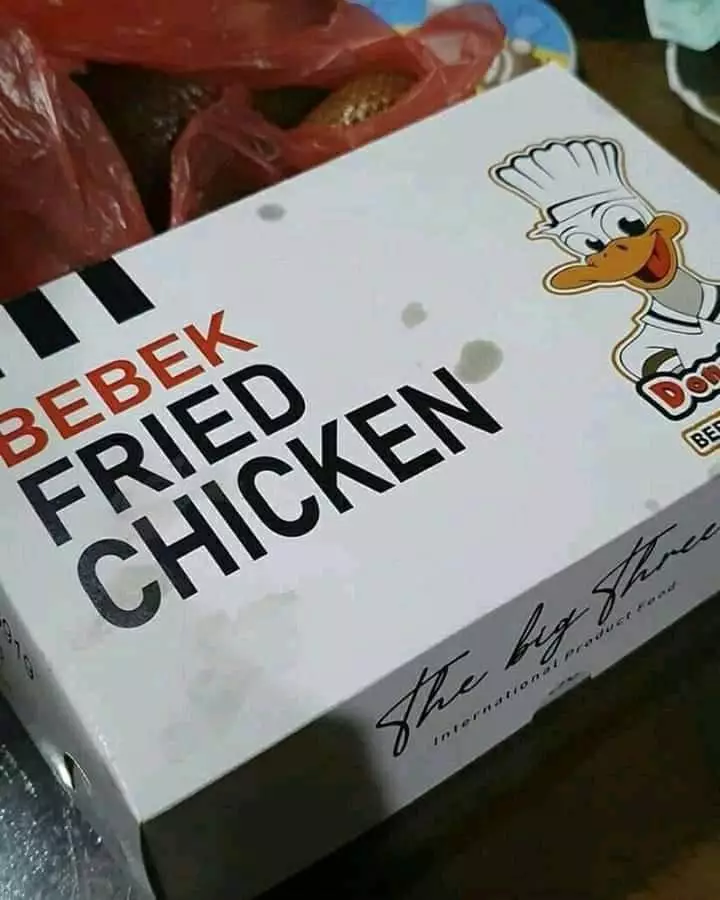 BEBEK
FRIED
CHICKEN
The big Three
International Product Food